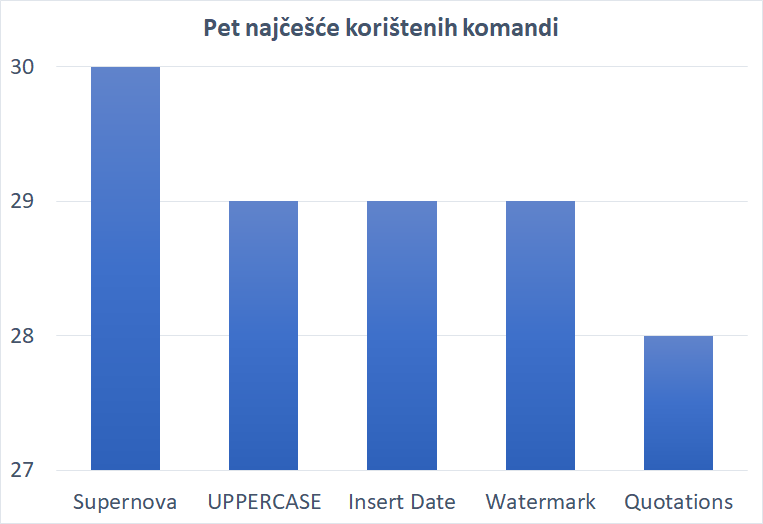 Pet najčešće korištenih komandi
30
29
28
27
Supernova UPPERCASE Insert Date Watermark Quotations